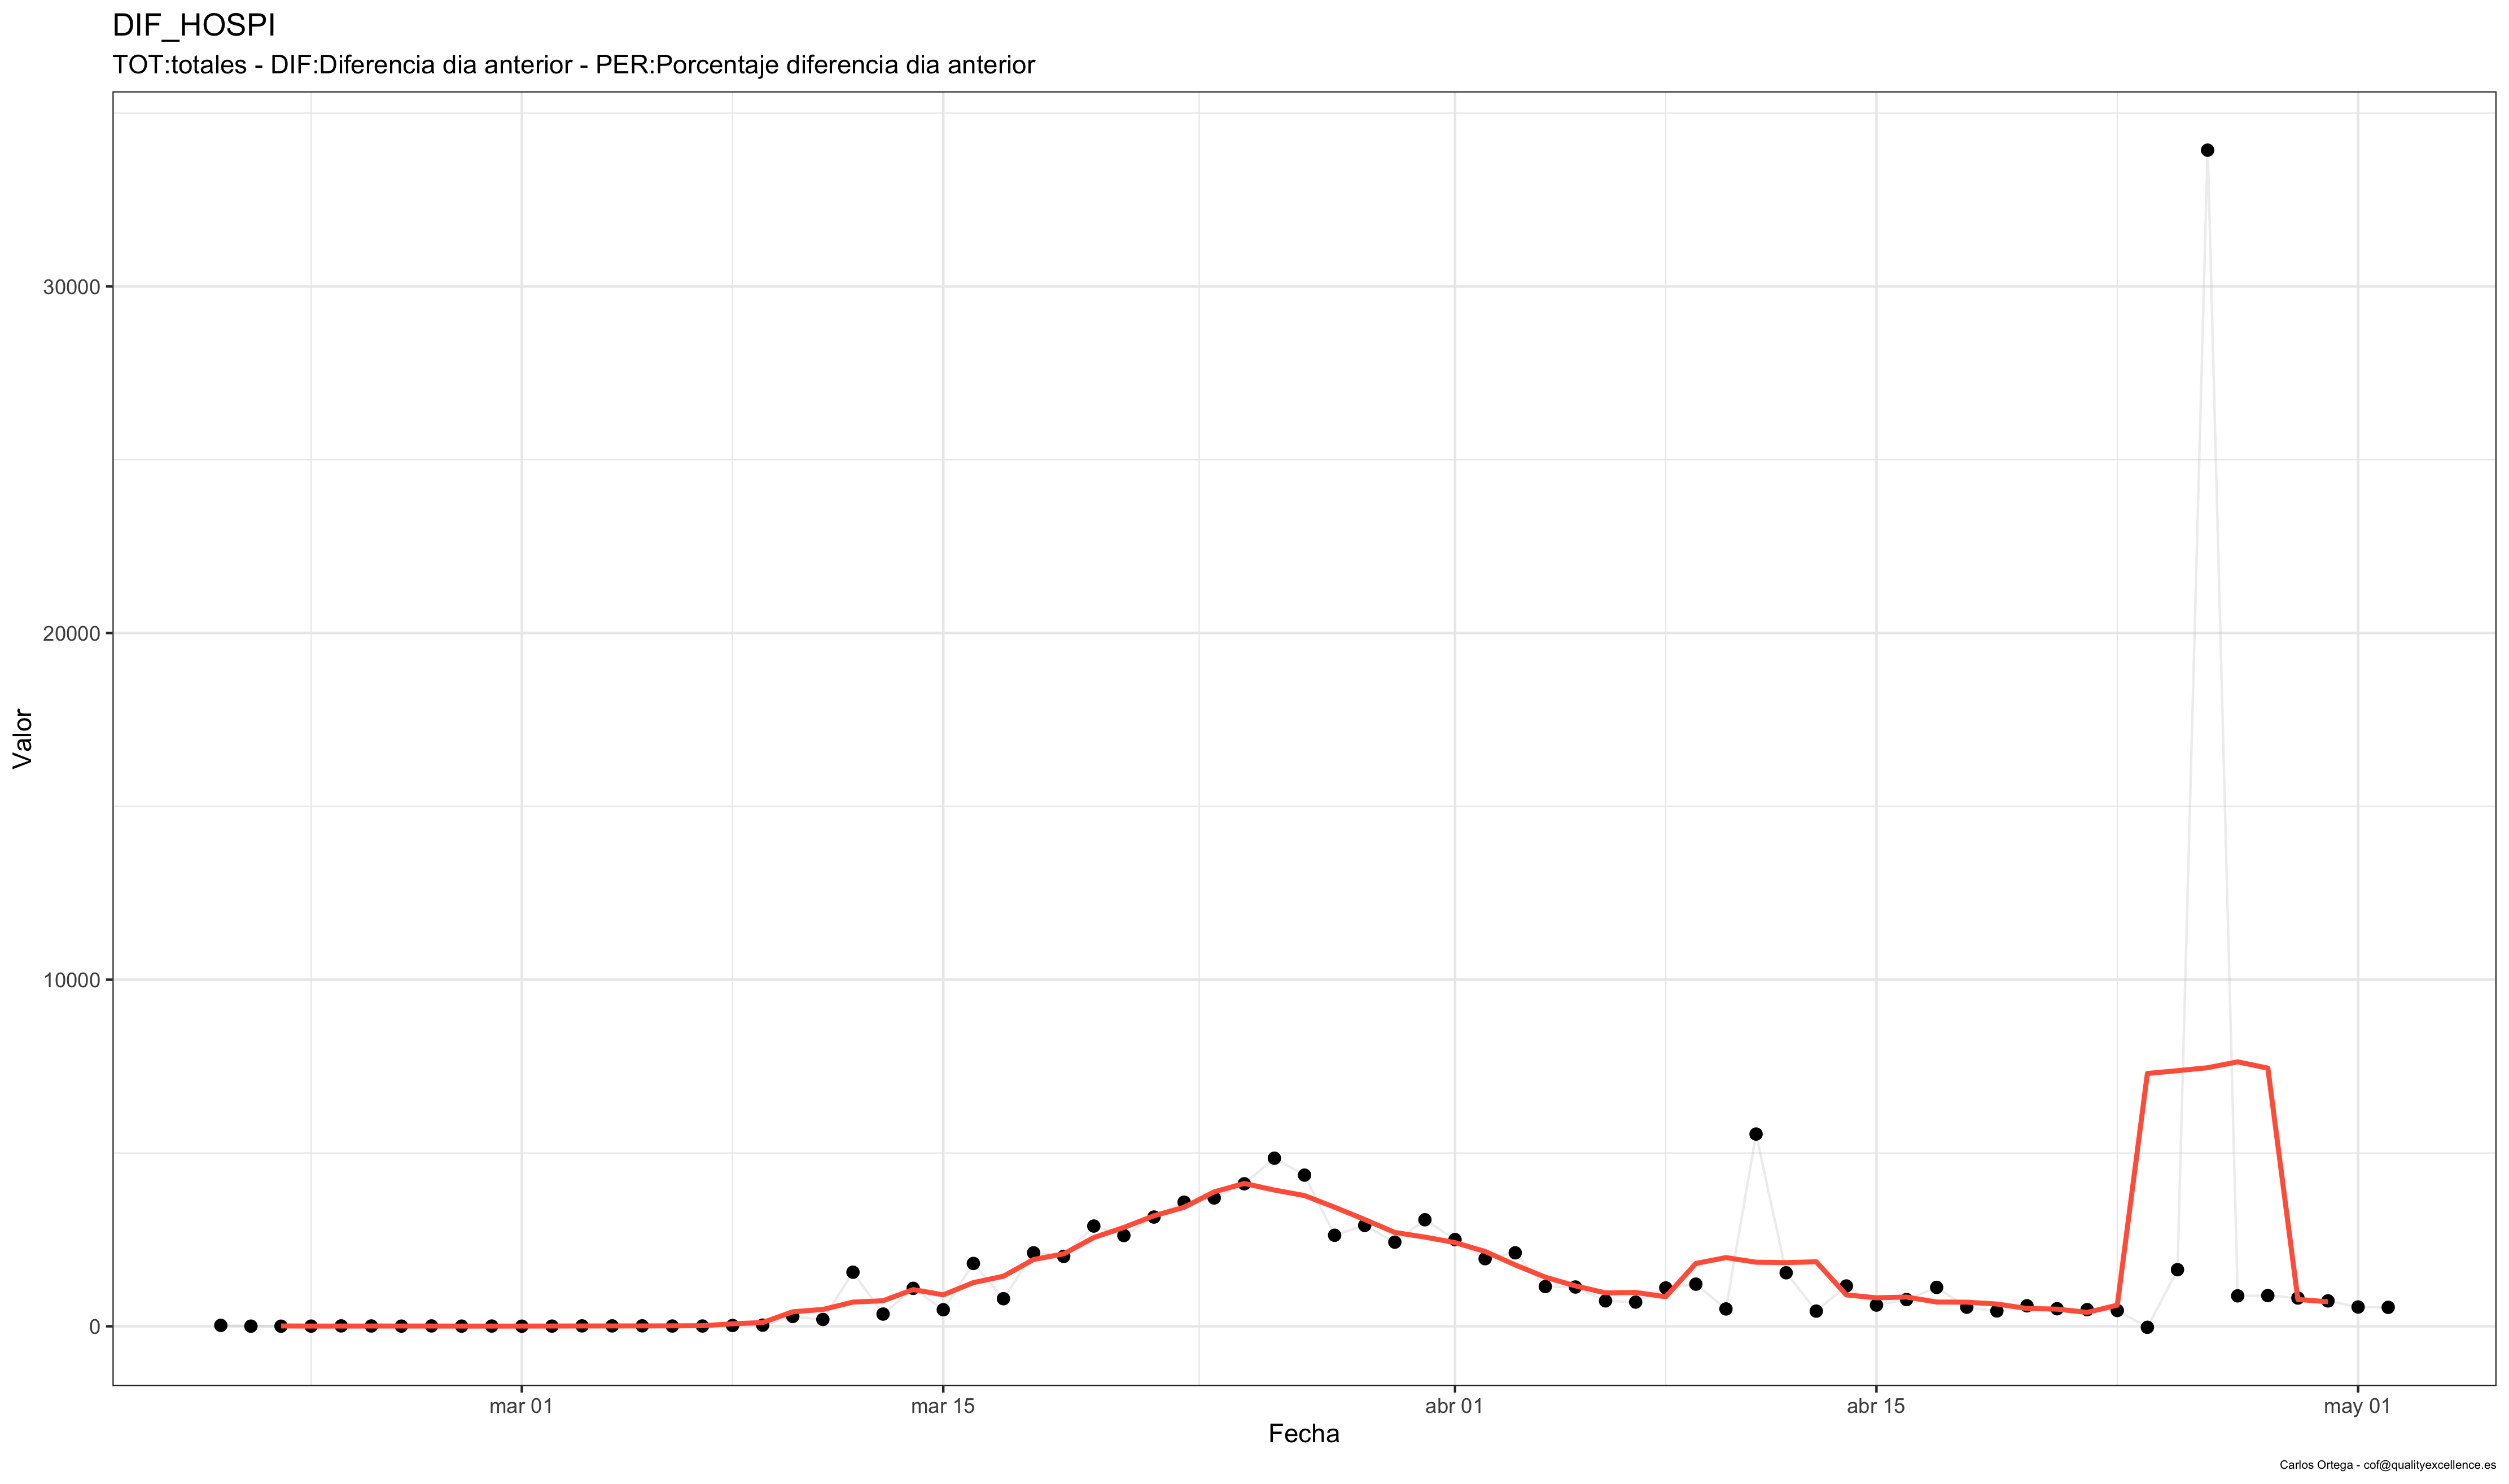 DIF_HOSPI
TOT:totales - DIF:Diferencia dia anterior - PER:Porcentaje diferencia dia anterior
30000
20000
10000
0
Valor
mar 01
mar 15
abr 01
abr 15
may 01
Fecha
Carlos Ortega - cof@qualityexcellence.es